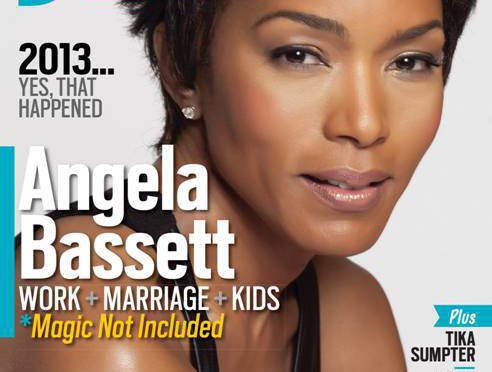 2013...
YES, THAT
HAPPENED
Angela
Bassett
WORK + MARRIAGE + KIDS
*Magic Not Included
Plus
TIKA
SUMPTER